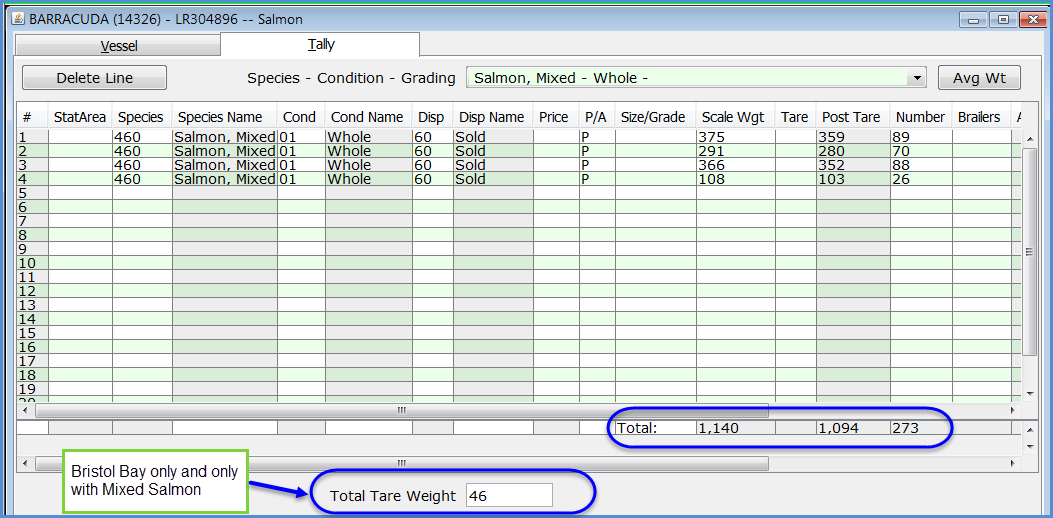 BARRACUDA (14326) - LR304896 -- Salmon
Vessel Tally
Delete Line Species - Condition - Grading Salmon, Mixed - Whole - Avg Wt
# StatArea Species Species Name Cond Cond Name Disp Disp Name Price P/A Size/Grade Scale Wgt Tare Post Tare Number Brailers A
1 460 Salmon, Mixed 01 Whole 60 Sold P 375 359 89
2 460 Salmon, Mixed 01 Whole 60 Sold P 291 280 70
3 460 Salmon, Mixed 01 Whole 60 Sold P 366 352 88
4 460 Salmon, Mixed 01 Whole 60 Sold P 108 103 26
5
6
7
8
9
10
11
12
13
14
15
16
17
18
19
20
Total: 1,140 1,094 273
Bristol Bay only and only
with Mixed Salmon
Total Tare Weight 46